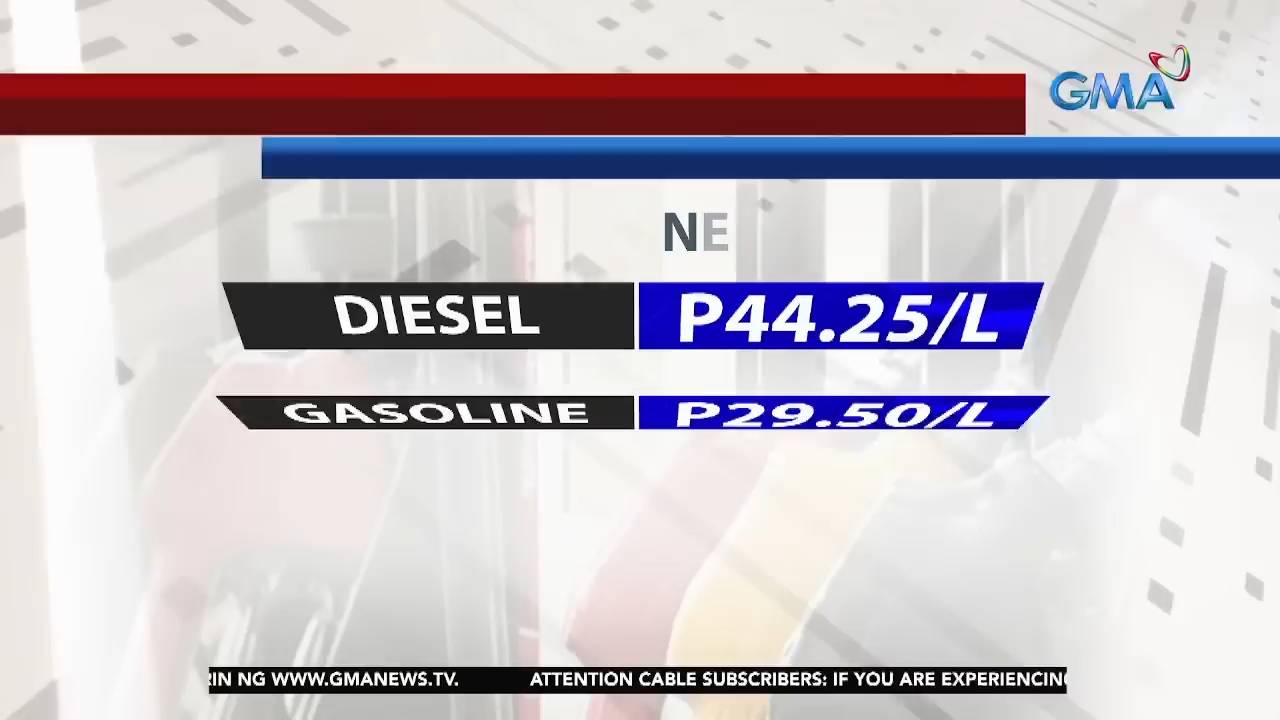 GMA
NE
DIESEL P44.25/L
GASOLINE P29.50/L
RIN NG WWW.GMANEWS.TV. ATTENTION CABLE SUBSCRIBERS: IF YOU ARE EXPERIENCING